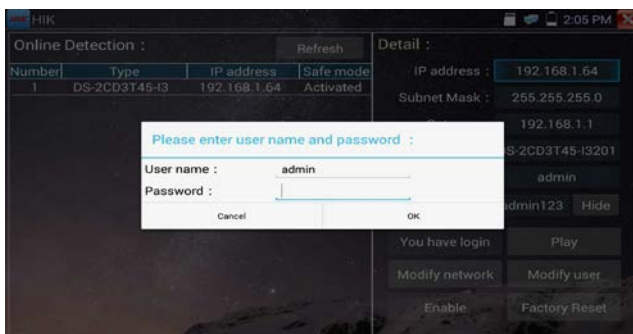 HIK
2:05 PM
Online Detection :
Refresh
Number Type IP address Safe mode
1 DS-2CD3T45-I3 192.168.1.64 Activated
Detail :
IP address : 192.168.1.64
Subnet Mask : 255.255.255.0
192.168.1.1
S-2CD3T45-I3201
admin
dmin123 Hide
Please enter user name and password :
User name : admin
Password :
Cancel OK
You have login Play
Modify network Modify user
Enable Factory Reset